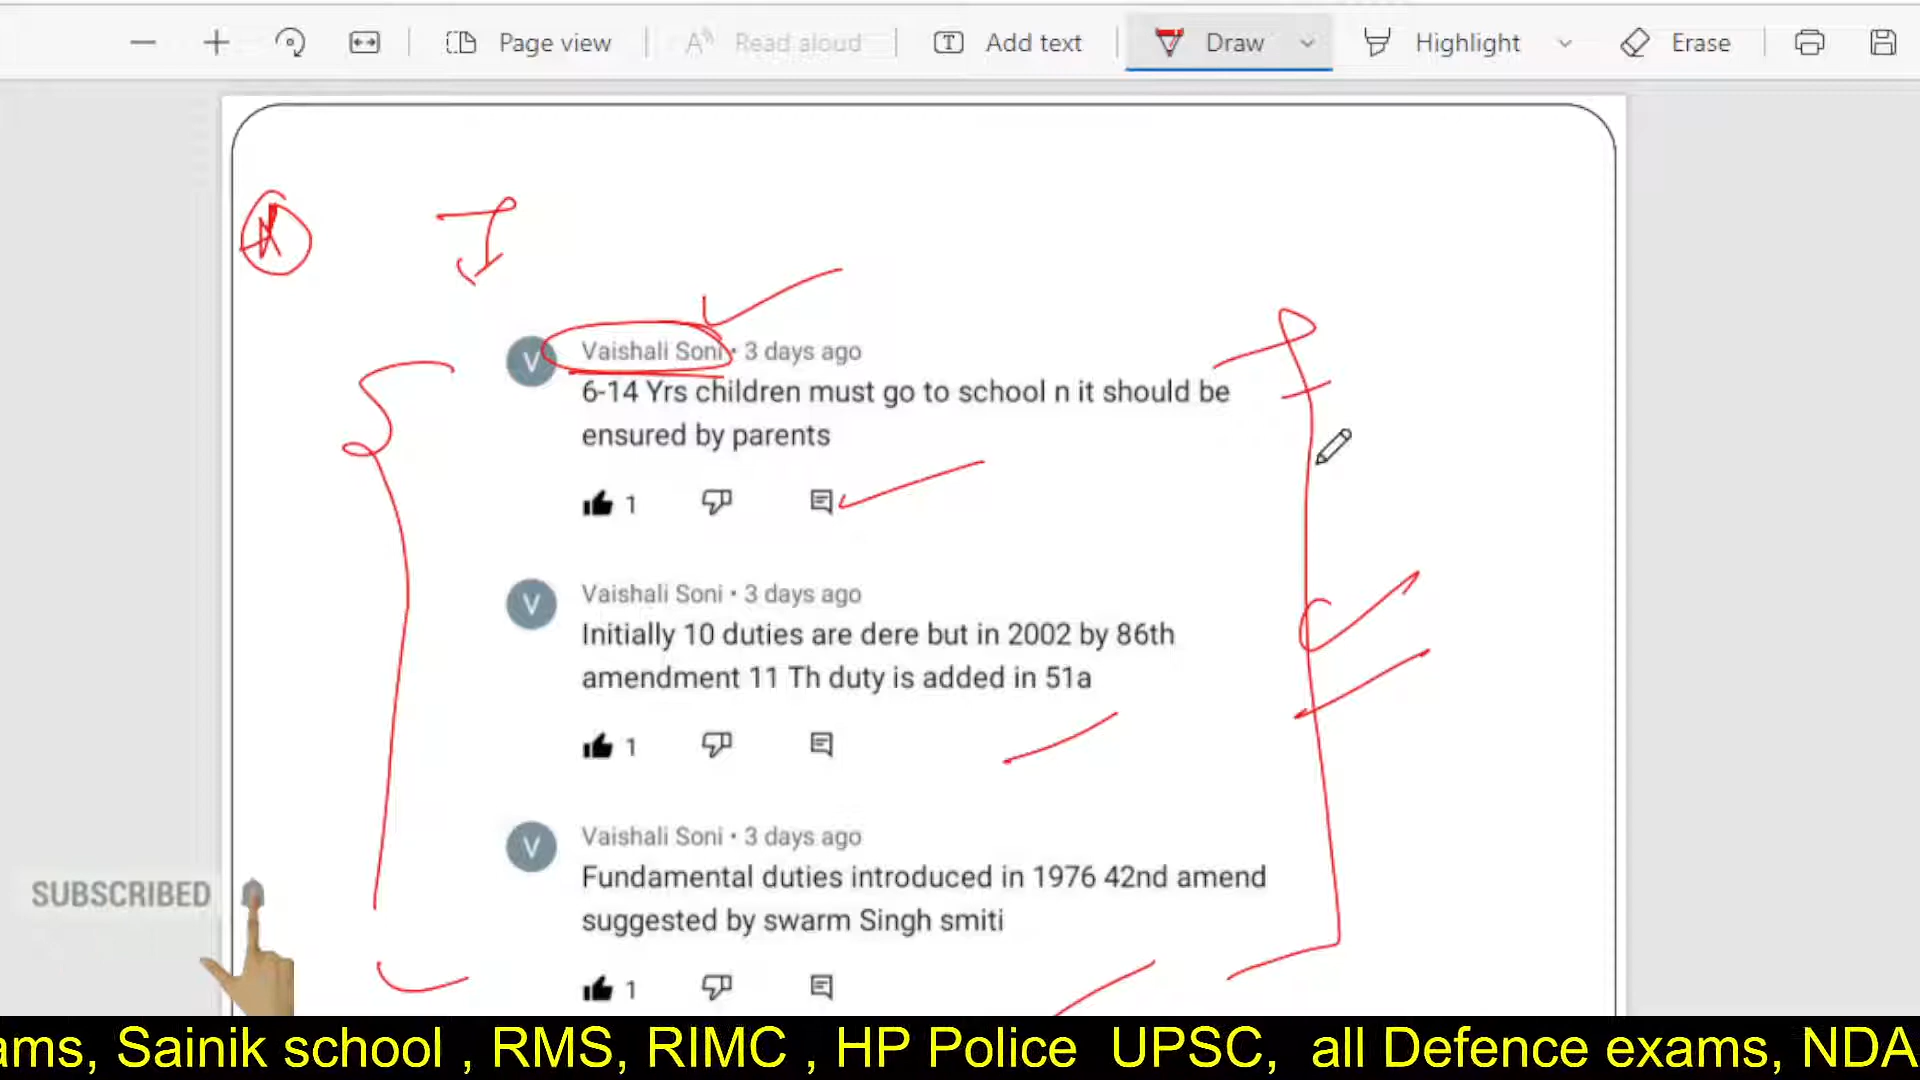 Page view
Read aloud
Add text
Draw
Highlight
Erase
Vaishali Soni • 3 days ago
6-14 Yrs children must go to school n it should be
ensured by parents
1
V
Vaishali Soni • 3 days ago
Initially 10 duties are dere but in 2002 by 86th
amendment 11 Th duty is added in 51a
1
V
Vaishali Soni • 3 days ago
Fundamental duties introduced in 1976 42nd amend
suggested by swarm Singh smiti
1
V
SUBSCRIBED
ams, Sainik school , RMS, RIMC , HP Police UPSC, all Defence exams, NDA